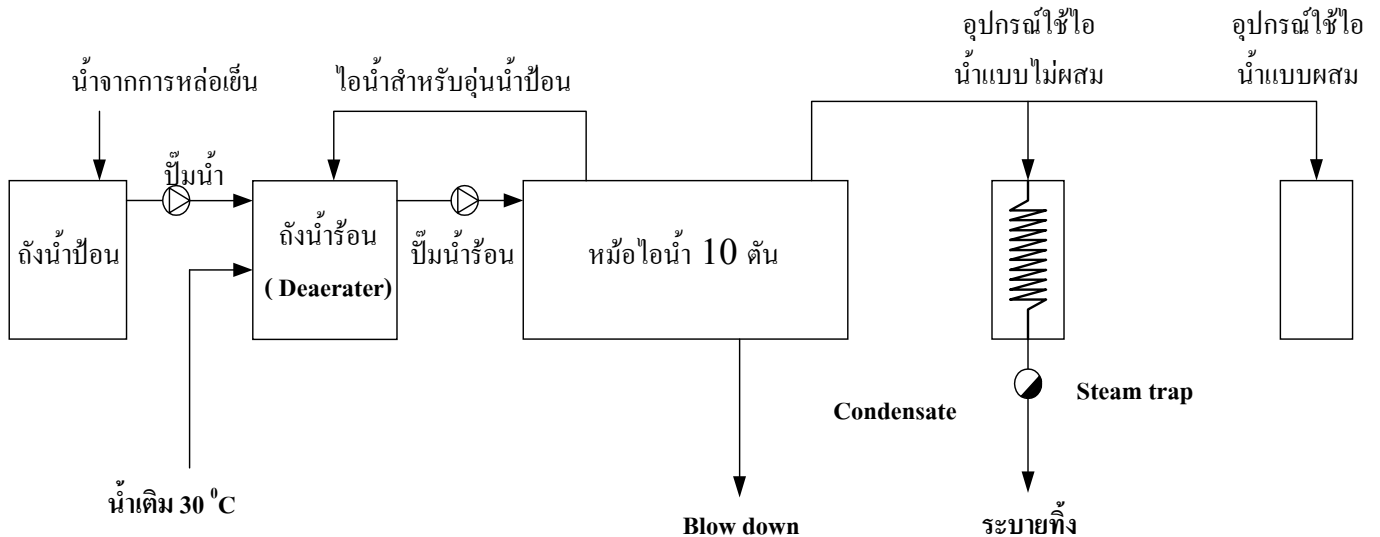 อุปกรณ์ใช้ไอ
น้ำแบบไม่ผสม
อุปกรณ์ใช้ไอ
น้ำแบบผสม
น้ำจากการหล่อเย็น
ไอน้ำสำหรับอุ่นน้ำป้อน
ปั๊มน้ำ
ถังน้ำป้อน
ถังน้ำร้อน
( Deaerater)
ปั๊มน้ำร้อน
หม้อไอน้ำ 10 ตัน
Condensate
Steam trap
น้ำเติม 30 ⁰C
Blow down
ระบายทิ้ง